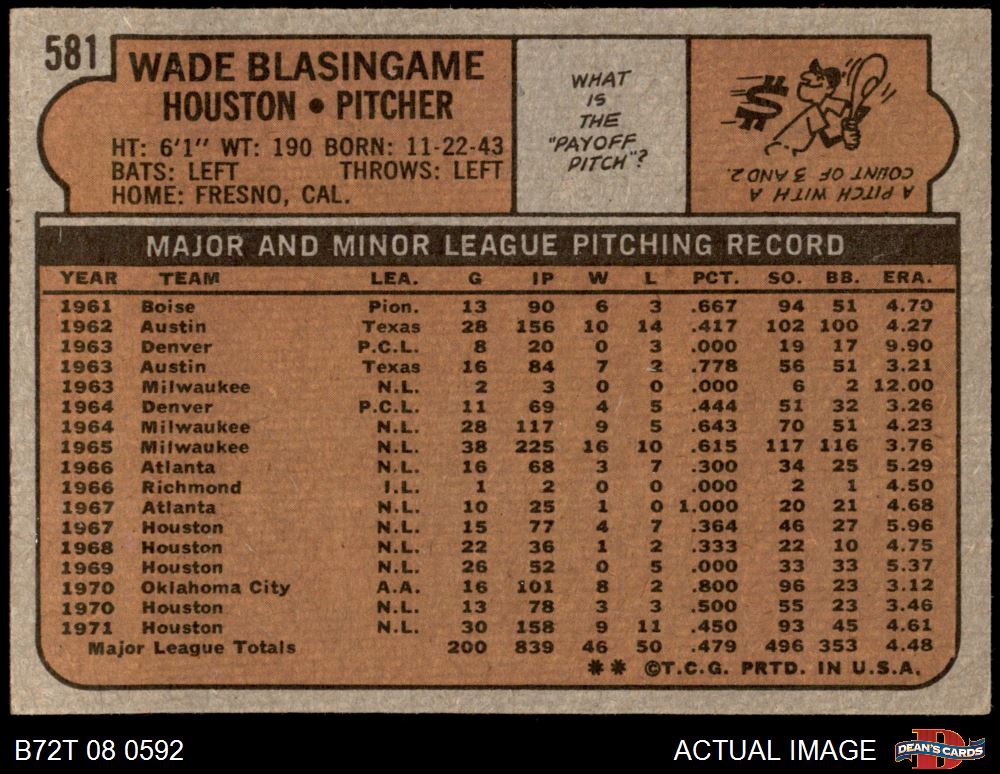 581
WADE BLASINGAME
HOUSTON • PITCHER
HT: 6'1" WT: 190 BORN: 11-22-43
BATS: LEFT THROWS: LEFT
HOME: FRESNO, CAL.
WHAT
IS
THE
"PAYOFF
PITCH"?
$
A PITCH WITH A
COUNT OF 3 AND 2.
MAJOR AND MINOR LEAGUE PITCHING RECORD
YEAR TEAM LEA. G IP W L PCT. SO. BB. ERA.
1961 Boise Pion. 13 90 6 3 .667 94 51 4.70
1962 Austin Texas 28 156 10 14 .417 102 100 4.27
1963 Denver P.C.L. 8 20 0 3 .000 19 17 9.90
1963 Austin Texas 16 84 7 2 .778 56 51 3.21
1963 Milwaukee N.L. 2 3 0 0 .000 6 2 12.00
1964 Denver P.C.L. 11 69 4 5 .444 51 32 3.26
1964 Milwaukee N.L. 28 117 9 5 .643 70 51 4.23
1965 Milwaukee N.L. 38 225 16 10 .615 117 116 3.76
1966 Atlanta N.L. 16 68 3 7 .300 34 25 5.29
1966 Richmond I.L. 1 2 0 0 .000 2 1 4.50
1967 Atlanta N.L. 10 25 1 0 1.000 20 21 4.68
1967 Houston N.L. 15 77 4 7 .364 46 27 5.96
1968 Houston N.L. 22 36 1 2 .333 22 10 4.75
1969 Houston N.L. 26 52 0 5 .000 33 33 5.37
1970 Oklahoma City A.A. 16 101 8 2 .800 96 23 3.12
1970 Houston N.L. 13 78 3 3 .500 55 23 3.46
1971 Houston N.L. 30 158 9 11 .450 93 45 4.61
Major League Totals 200 839 46 50 .479 496 353 4.48
** ©T.C.G. PRTD. IN U.S.A.
B72T 08 0592 ACTUAL IMAGE
D
DEAN'S CARDS